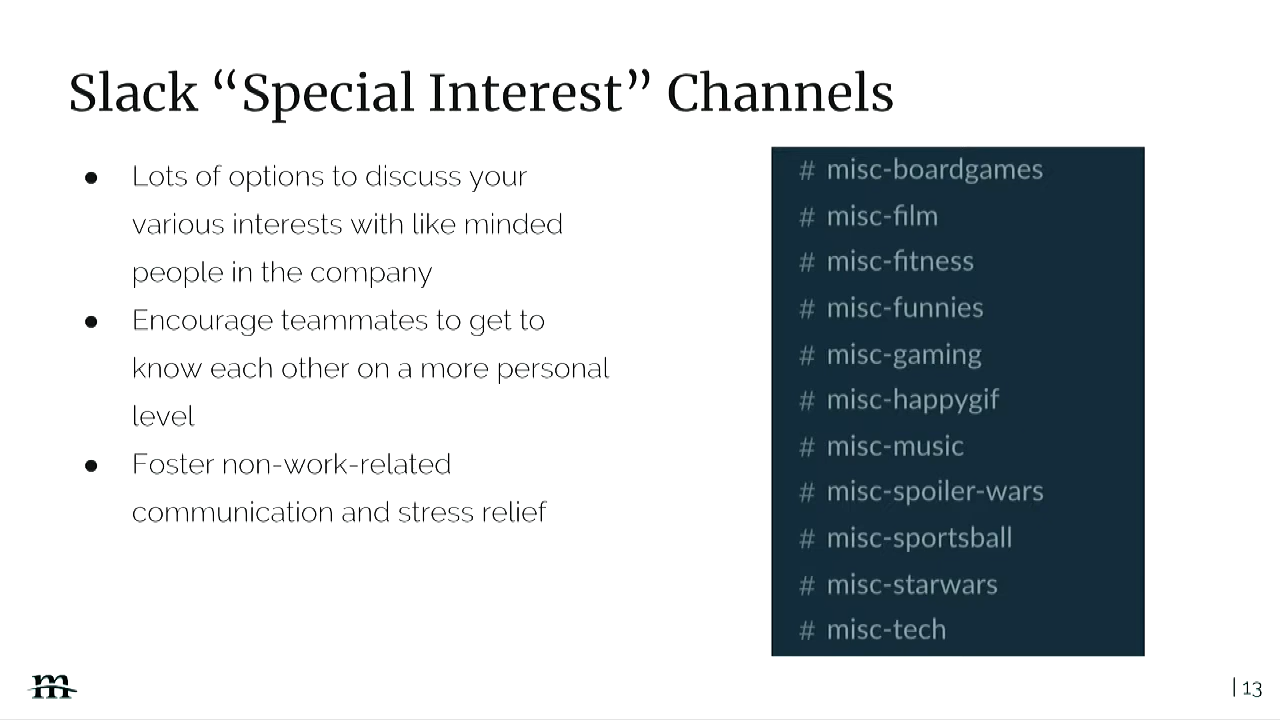 Slack “Special Interest” Channels
● Lots of options to discuss your
various interests with like minded
people in the company
● Encourage teammates to get to
know each other on a more personal
level
● Foster non-work-related
communication and stress relief
# misc-boardgames
# misc-film
# misc-fitness
# misc-funnies
# misc-gaming
# misc-happygif
# misc-music
# misc-spoiler-wars
# misc-sportsball
# misc-starwars
# misc-tech
m
| 13